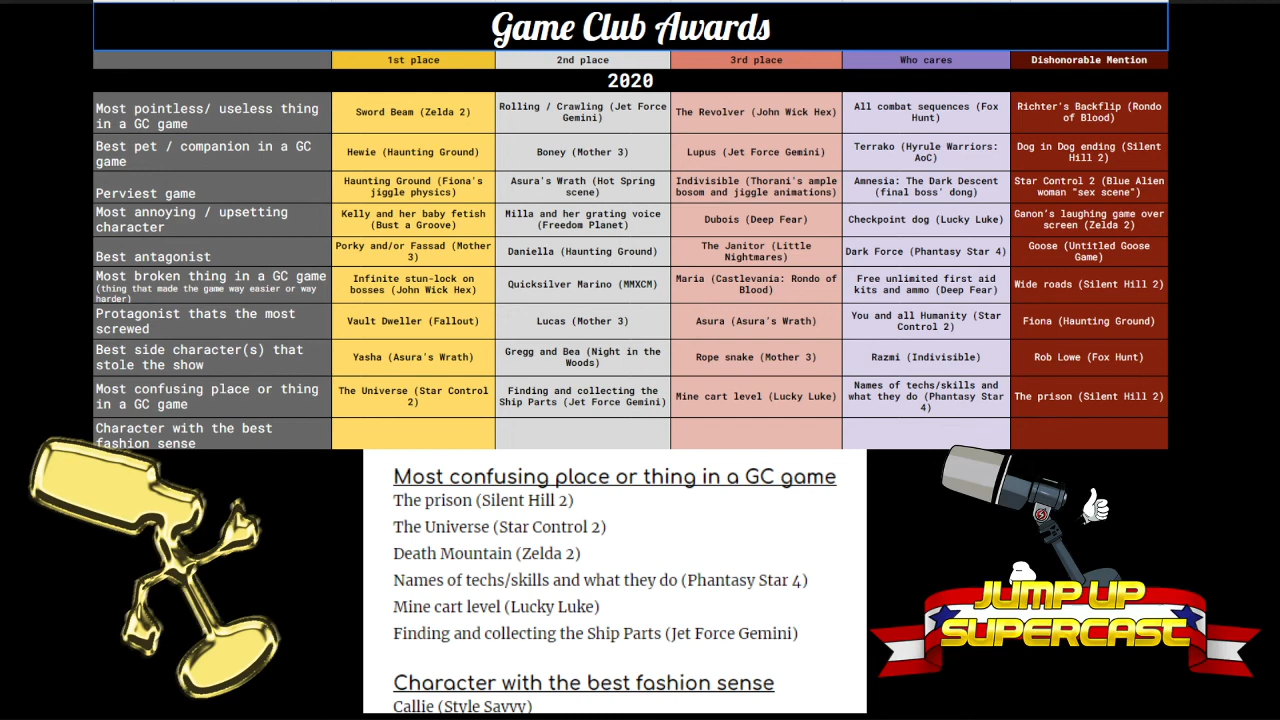 Game Club Awards
1st place
2nd place
3rd place
Who cares
Dishonorable Mention
2020
Most pointless/ useless thing
in a GC game
Sword Beam (Zelda 2)
Rolling / Crawling (Jet Force
Gemini)
The Revolver (John Wick Hex)
All combat sequences (Fox
Hunt)
Richter's Backflip (Rondo
of Blood)
Best pet / companion in a GC
game
Hewie (Haunting Ground)
Boney (Mother 3)
Lupus (Jet Force Gemini)
Terrako (Hyrule Warriors:
AoC)
Dog in Dog ending (Silent
Hill 2)
Perviest game
Haunting Ground (Fiona's
jiggle physics)
Asura's Wrath (Hot Spring
scene)
Indivisible (Thorani's ample
bosom and jiggle animations)
Amnesia: The Dark Descent
(final boss' dong)
Star Control 2 (Blue Alien
woman "sex scene")
Most annoying / upsetting
character
Kelly and her baby fetish
(Bust a Groove)
Milla and her grating voice
(Freedom Planet)
Dubois (Deep Fear)
Checkpoint dog (Lucky Luke)
Ganon's laughing game over
screen (Zelda 2)
Best antagonist
Porky and/or Fassad (Mother
3)
Daniella (Haunting Ground)
The Janitor (Little
Nightmares)
Dark Force (Phantasy Star 4)
Goose (Untitled Goose
Game)
Most broken thing in a GC game
(thing that made the game way easier or way
harder)
Infinite stun-lock on
bosses (John Wick Hex)
Quicksilver Marino (MMXCM)
Maria (Castlevania: Rondo of
Blood)
Free unlimited first aid
kits and ammo (Deep Fear)
Wide roads (Silent Hill 2)
Protagonist thats the most
screwed
Vault Dweller (Fallout)
Lucas (Mother 3)
Asura (Asura's Wrath)
You and all Humanity (Star
Control 2)
Fiona (Haunting Ground)
Best side character(s) that
stole the show
Yasha (Asura's Wrath)
Gregg and Bea (Night in the
Woods)
Rope snake (Mother 3)
Razmi (Indivisible)
Rob Lowe (Fox Hunt)
Most confusing place or thing
in a GC game
The Universe (Star Control
2)
Finding and collecting the
Ship Parts (Jet Force Gemini)
Mine cart level (Lucky Luke)
Names of techs/skills and
what they do (Phantasy Star
4)
The prison (Silent Hill 2)
Character with the best
fashion sense
Most confusing place or thing in a GC game
The prison (Silent Hill 2)
The Universe (Star Control 2)
Death Mountain (Zelda 2)
Names of techs/skills and what they do (Phantasy Star 4)
Mine cart level (Lucky Luke)
Finding and collecting the Ship Parts (Jet Force Gemini)
Character with the best fashion sense
Callie (Style Savvy)
JUMP UP
SUPERCAST